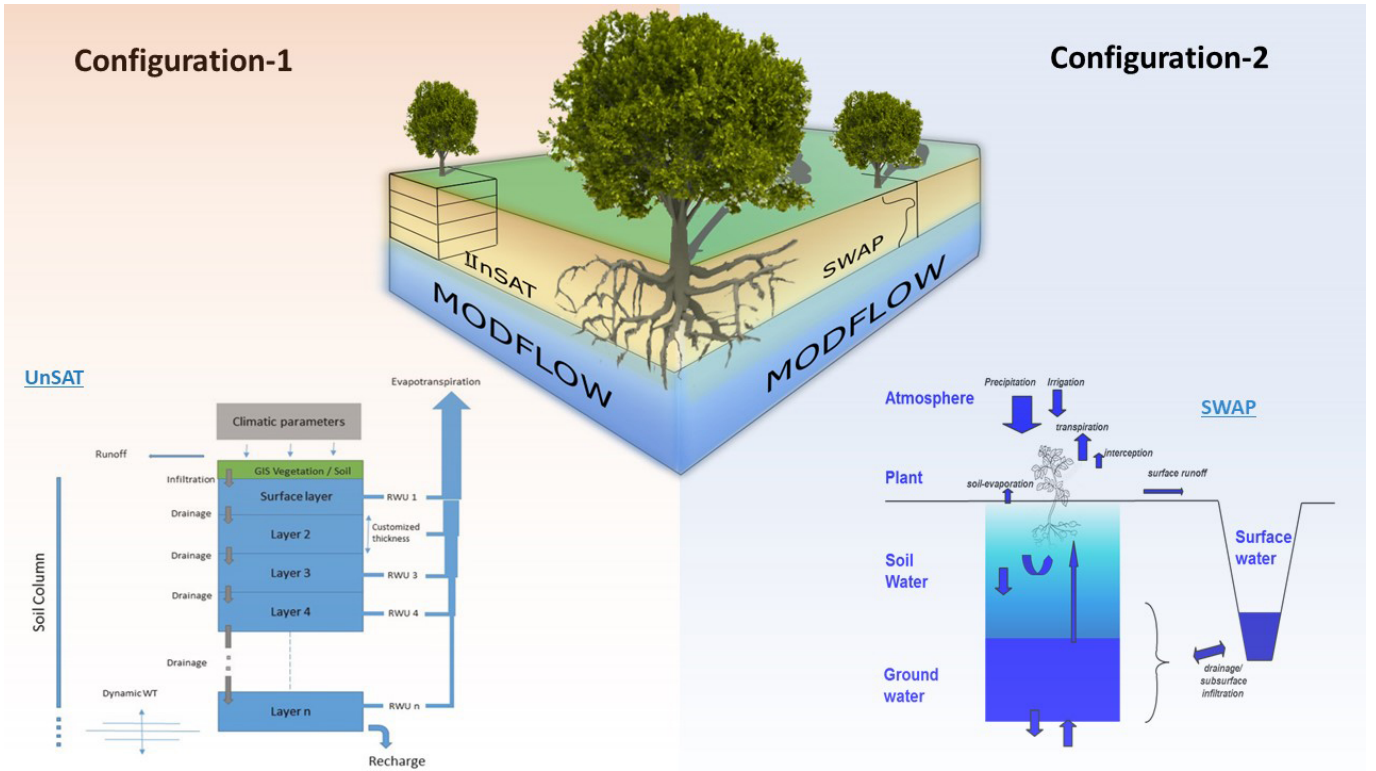 Configuration-1
Configuration-2
UnSAT
MODFLOW
SWAP
MODFLOW
UnSAT
Evapotranspiration
Climatic parameters
Runoff
GIS Vegetation / Soil
Infiltration
Surface layer
RWU 1
Drainage
Customized
thickness
Layer 2
Drainage
Layer 3
RWU 3
Drainage
Layer 4
RWU 4
Soil Column
Drainage
Dynamic WT
Layer n
RWU n
Recharge
Atmosphere
Precipitation
Irrigation
SWAP
transpiration
interception
Plant
soil-evaporation
surface runoff
Soil
Water
Surface
water
Ground
water
drainage/
subsurface
infiltration